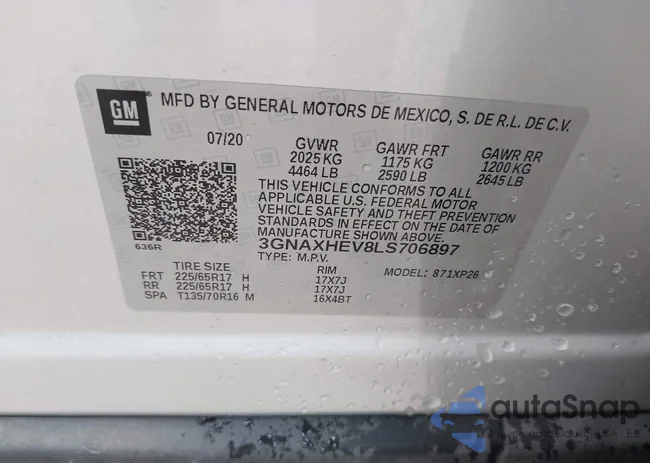 GM
MFD BY GENERAL MOTORS DE MEXICO, S. DE R.L. DE C.V.
07/20 GVWR GAWR FRT GAWR RR
2025 KG 1175 KG 1200 KG
4464 LB 2590 LB 2645 LB
THIS VEHICLE CONFORMS TO ALL
APPLICABLE U.S. FEDERAL MOTOR
VEHICLE SAFETY AND THEFT PREVENTION
STANDARDS IN EFFECT ON THE DATE OF
MANUFACTURE SHOWN ABOVE.
636R 3GNAXHEV8LS706897
TYPE: M.P.V.
TIRE SIZE RIM MODEL: 871XP26
FRT 225/65R17 H 17X7J
RR 225/65R17 H 17X7J
SPA T135/70R16 M 16X4BT
autoSnap